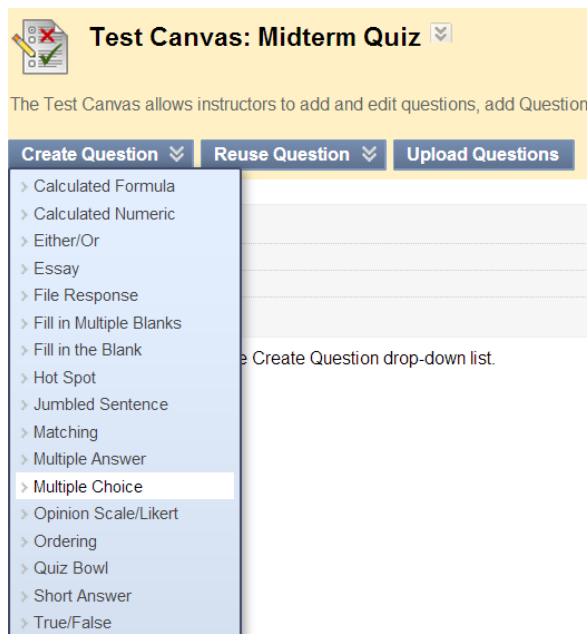 Test Canvas: Midterm Quiz
The Test Canvas allows instructors to add and edit questions, add Question
Create Question Reuse Question Upload Questions
Calculated Formula
Calculated Numeric
Either/Or
Essay
File Response
Fill in Multiple Blanks
Fill in the Blank
e Create Question drop-down list.
Hot Spot
Jumbled Sentence
Matching
Multiple Answer
Multiple Choice
Opinion Scale/Likert
Ordering
Quiz Bowl
Short Answer
True/False